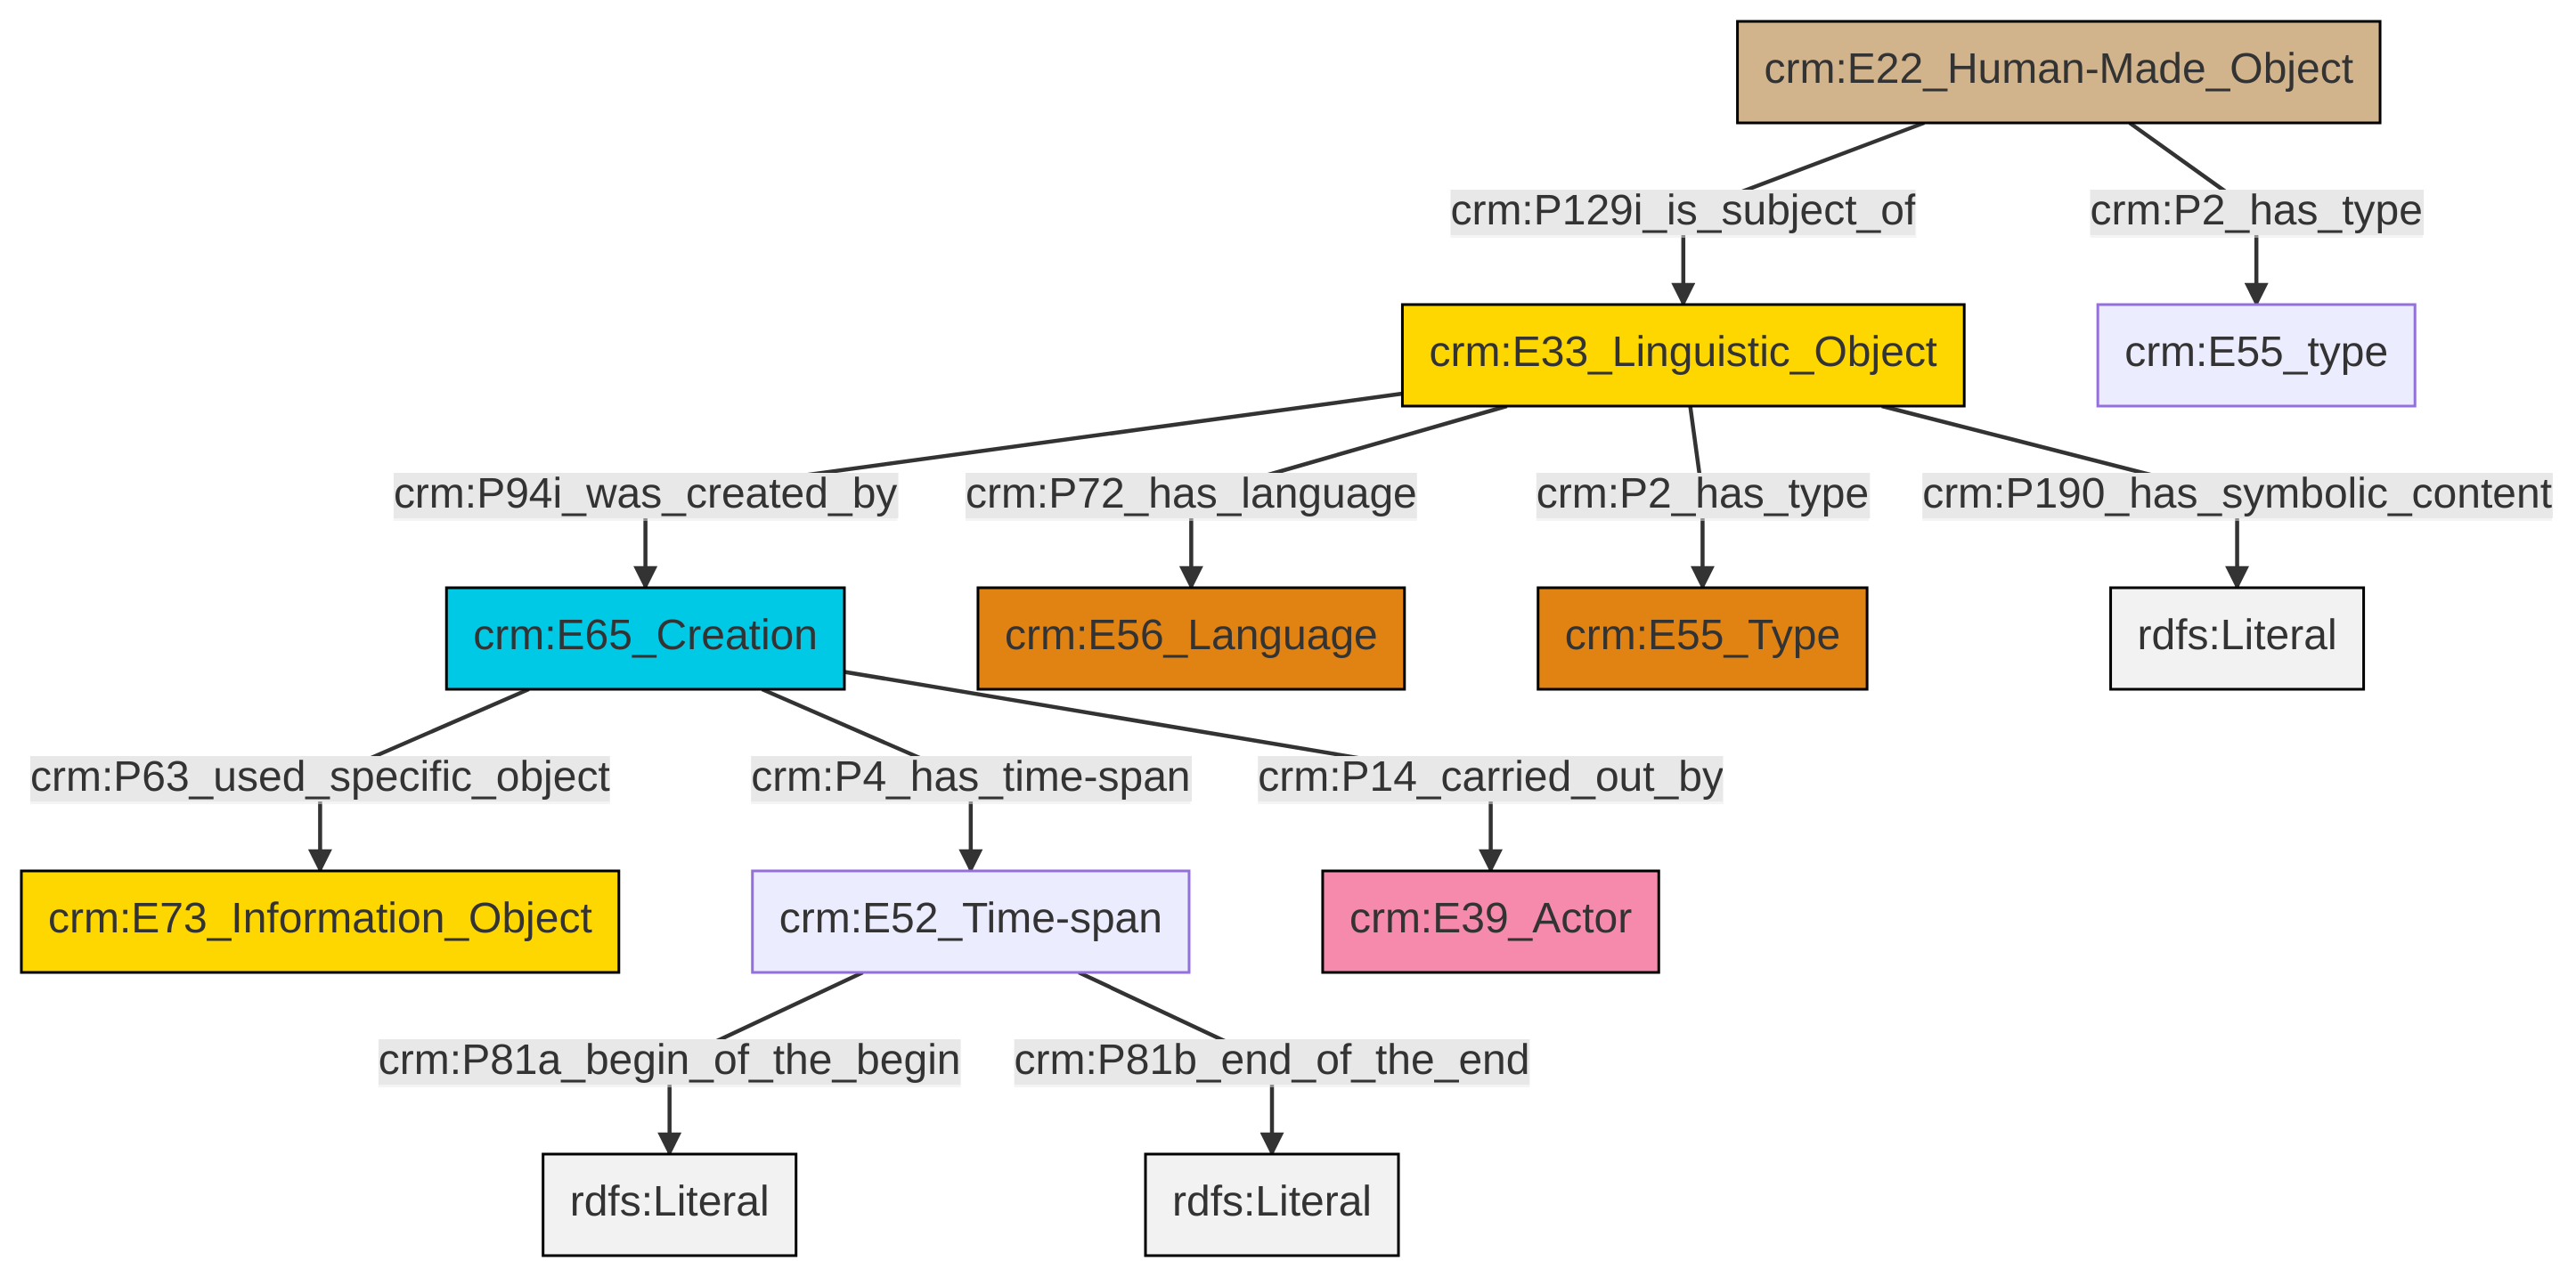 crm:E22_Human-Made_Object
crm:P129i_is_subject_of
crm:P2_has_type
crm:E33_Linguistic_Object
crm:E55_type
crm:P94i_was_created_by
crm:P72_has_language
crm:P2_has_type
crm:P190_has_symbolic_content
crm:E65_Creation
crm:E56_Language
crm:E55_Type
rdfs:Literal
crm:P63_used_specific_object
crm:P4_has_time-span
crm:P14_carried_out_by
crm:E73_Information_Object
crm:E52_Time-span
crm:E39_Actor
crm:P81a_begin_of_the_begin
crm:P81b_end_of_the_end
rdfs:Literal
rdfs:Literal